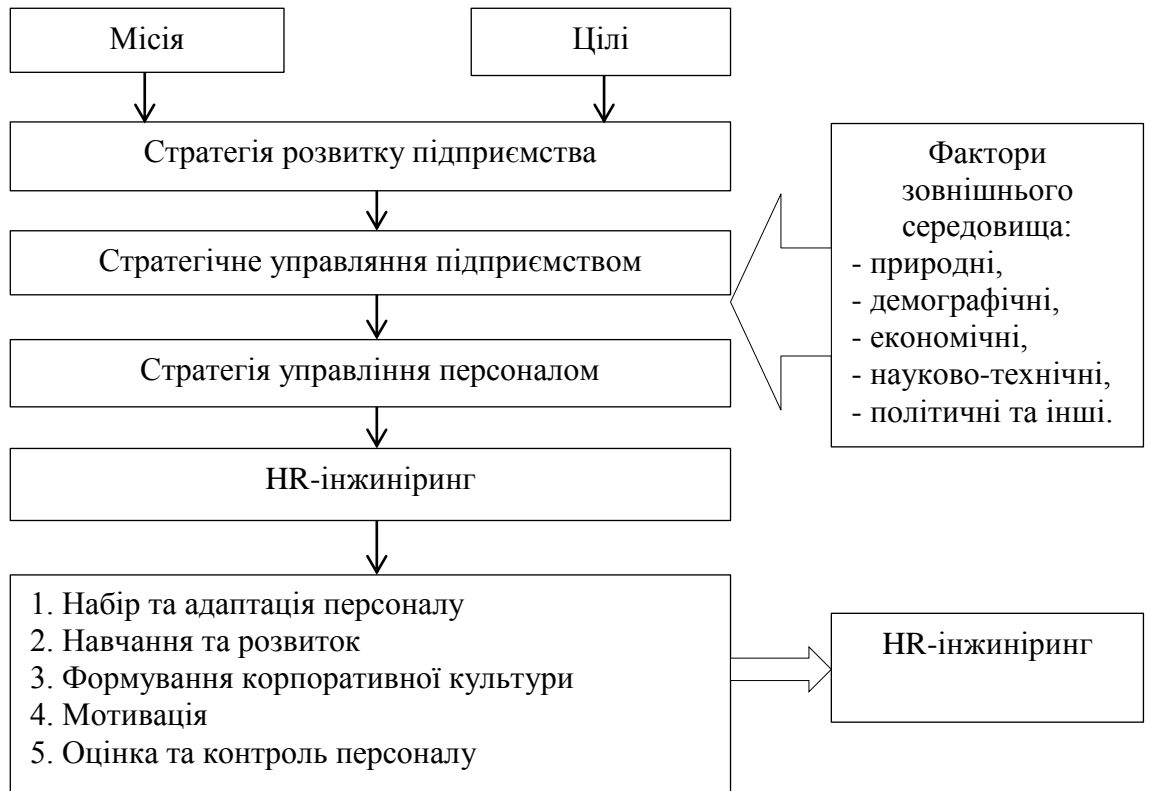 Місія
Цілі
Стратегія розвитку підприємства
Стратегічне управляння підприємством
Стратегія управління персоналом
HR-інжиніринг
Фактори
зовнішнього
середовища:
- природні,
- демографічні,
- економічні,
- науково-технічні,
- політичні та інші.
1. Набір та адаптація персоналу
2. Навчання та розвиток
3. Формування корпоративної культури
4. Мотивація
5. Оцінка та контроль персоналу
HR-інжиніринг